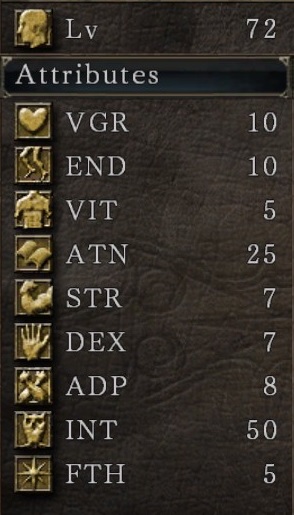 Lv 72
Attributes
VGR 10
END 10
VIT 5
ATN 25
STR 7
DEX 7
ADP 8
INT 50
FTH 5